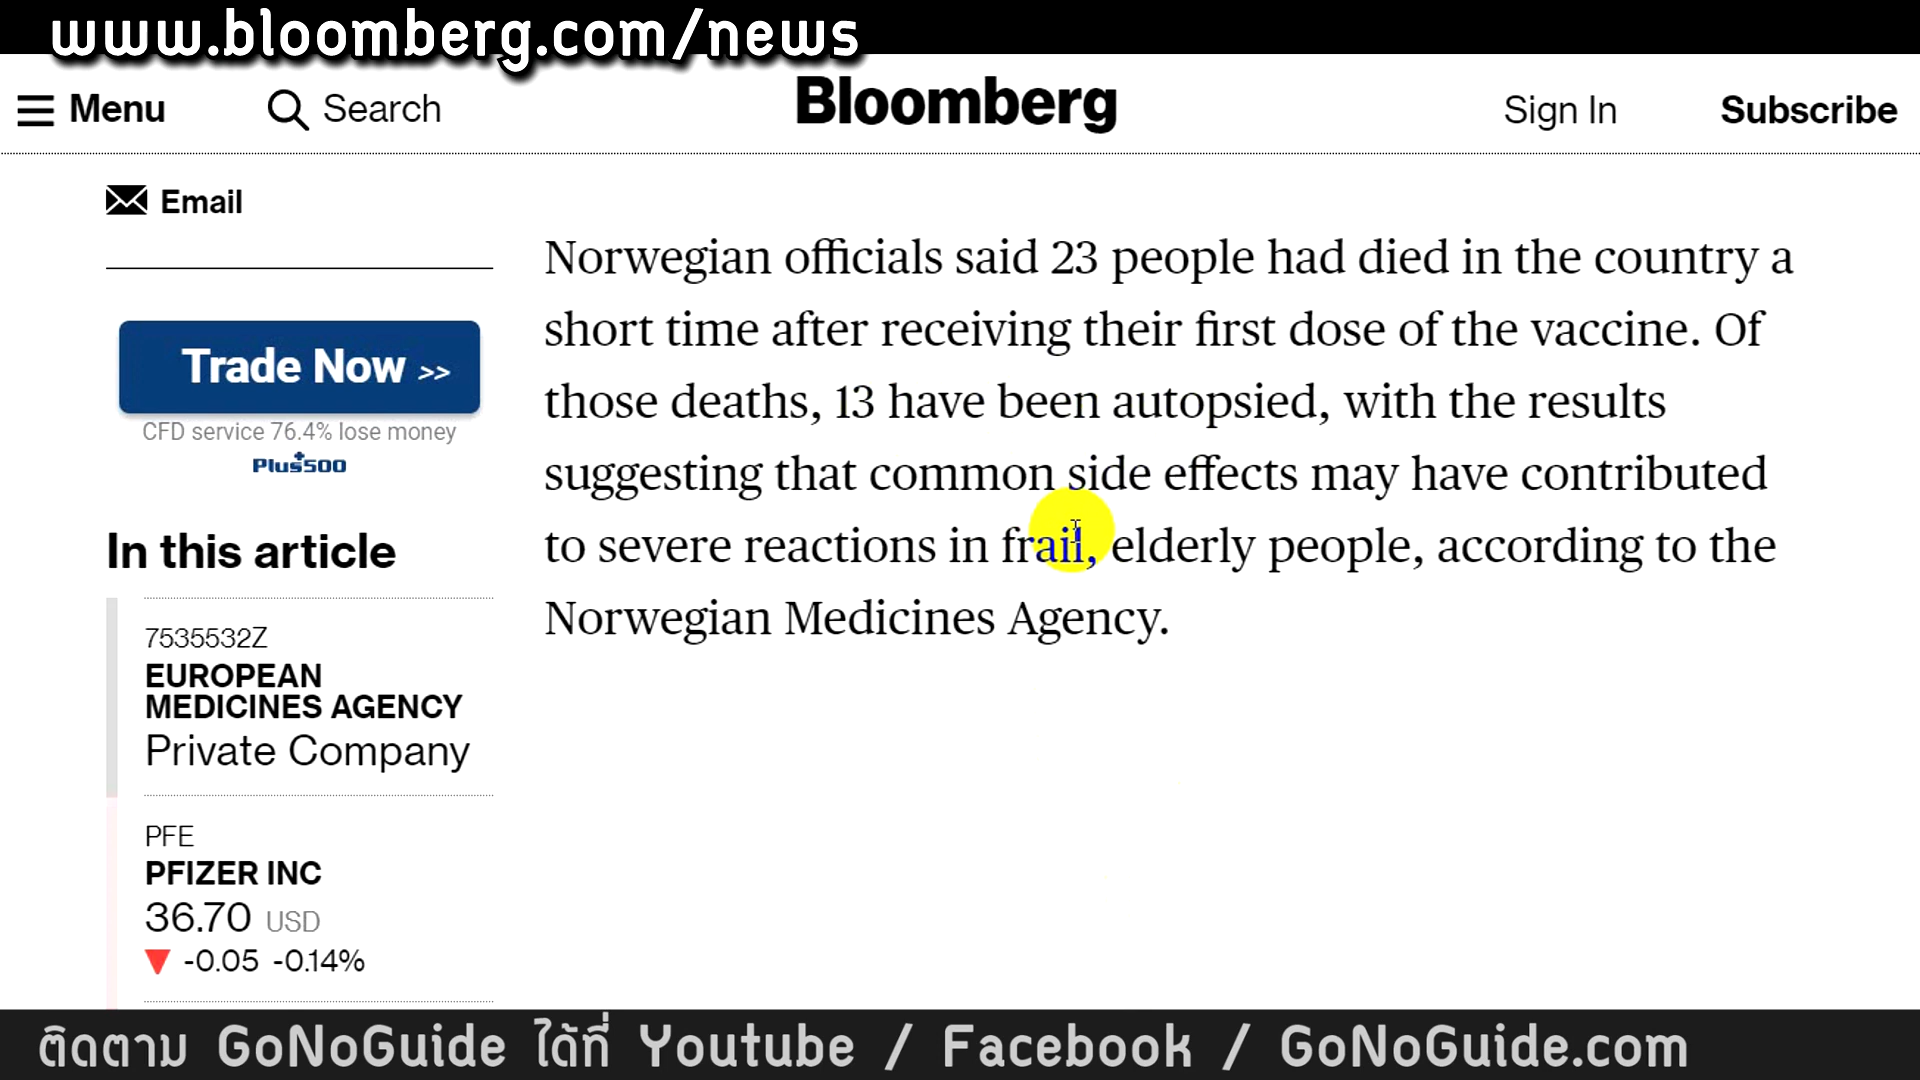 www.bloomberg.com/news
Menu
Search
Bloomberg
Sign In
Subscribe
Email
Trade Now >>
CFD service 76.4% lose money
Plus500
In this article
7535532Z
EUROPEAN
MEDICINES AGENCY
Private Company
PFE
PFIZER INC
36.70 USD
▼ -0.05 -0.14%
Norwegian officials said 23 people had died in the country a
short time after receiving their first dose of the vaccine. Of
those deaths, 13 have been autopsied, with the results
suggesting that common side effects may have contributed
to severe reactions in frail, elderly people, according to the
Norwegian Medicines Agency.
ติดตาม GoNoGuide ได้ที่ Youtube / Facebook / GoNoGuide.com